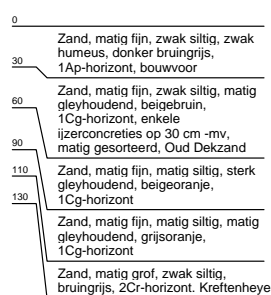 0
Zand, matig fijn, zwak siltig, zwak
humeus, donker bruingrijs,
1Ap-horizont, bouwvoor
30
Zand, matig fijn, zwak siltig, matig
gleyhoudend, beigebruin,
1Cg-horizont, enkele
ijzerconcreties op 30 cm -mv,
matig gesorteerd, Oud Dekzand
60
Zand, matig fijn, matig siltig, sterk
gleyhoudend, beigeoranje,
1Cg-horizont
90
Zand, matig fijn, matig siltig, matig
gleyhoudend, grijsoranje,
1Cg-horizont
110
Zand, matig grof, zwak siltig,
bruingrijs, 2Cr-horizont. Kreftenheye
130